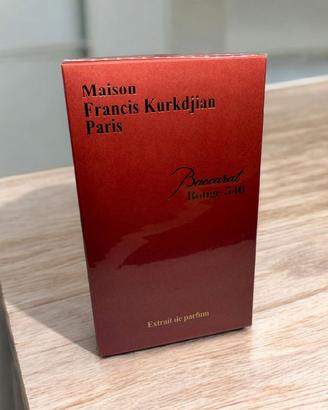 Maison
Francis Kurkdjian
Paris
Baccarat
Rouge 540
Extrait de parfum